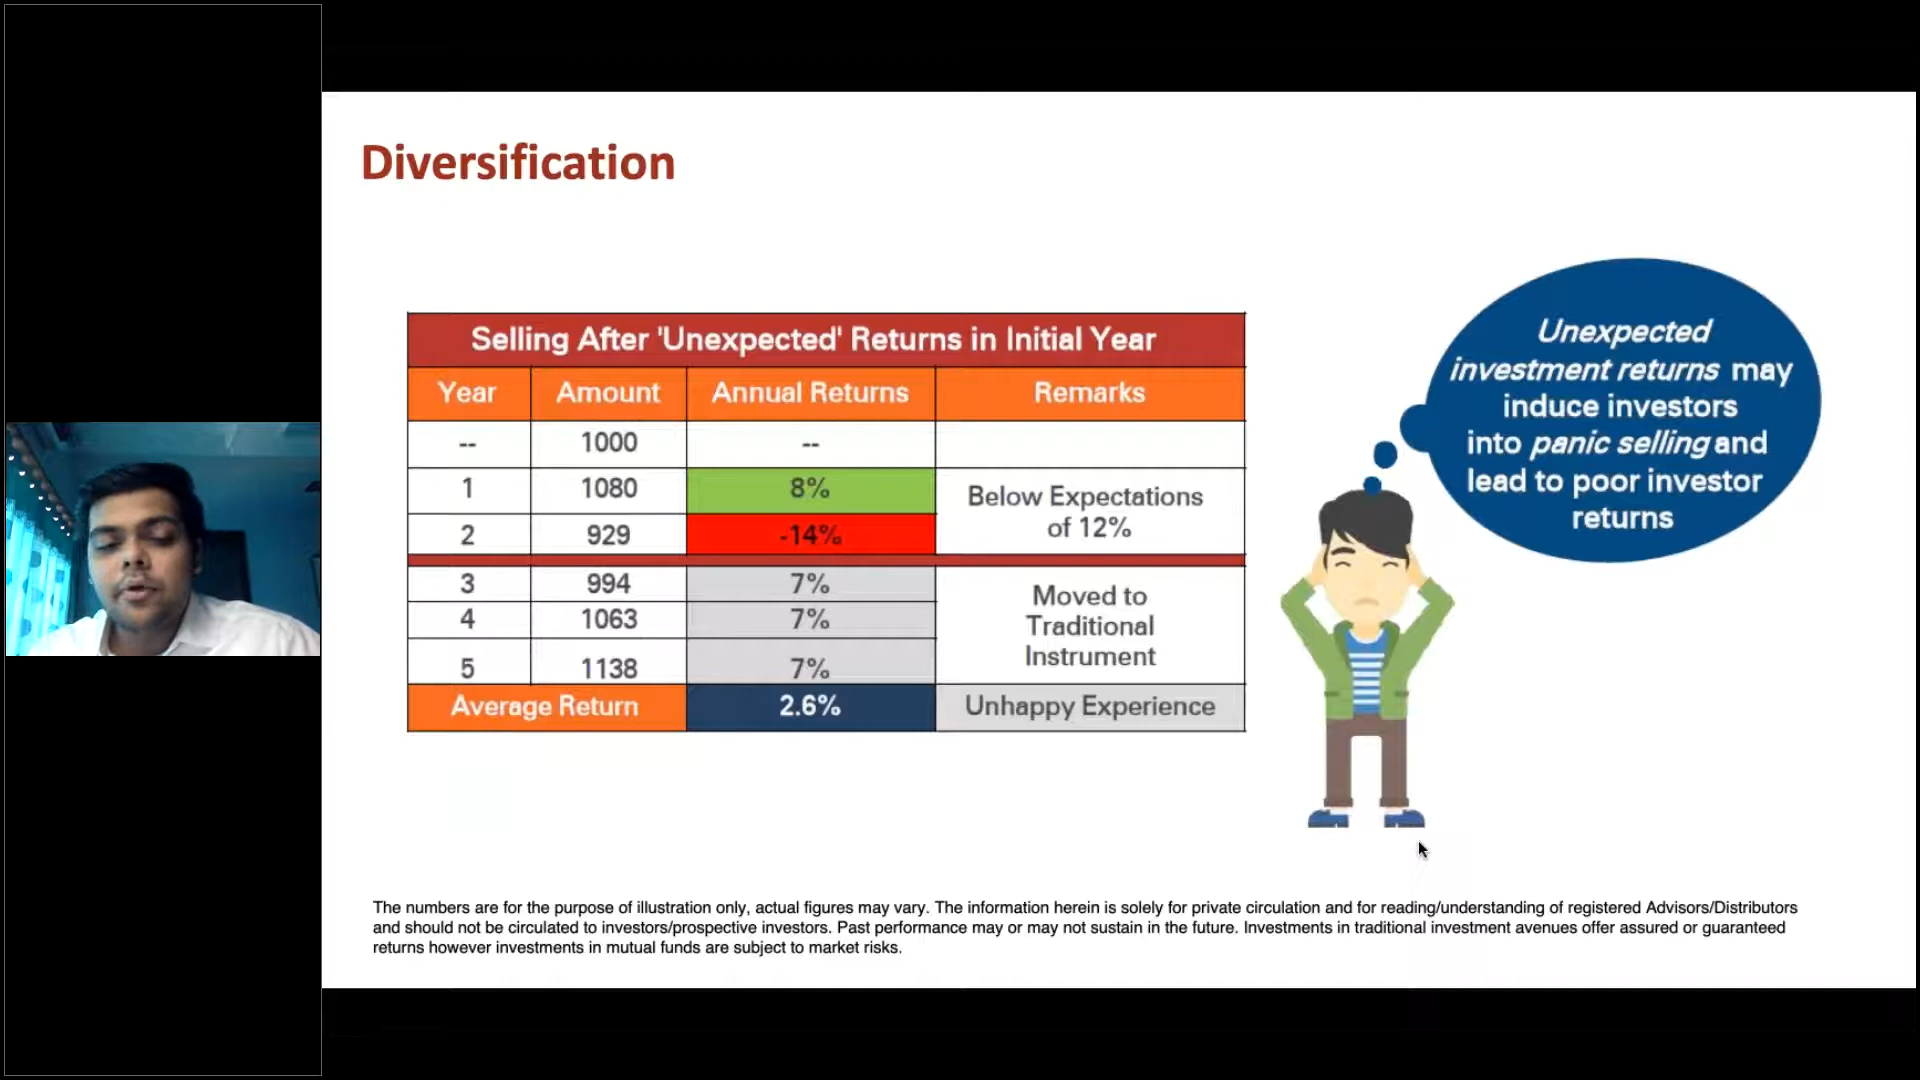 Diversification
Selling After 'Unexpected' Returns in Initial Year
Year Amount Annual Returns Remarks
-- 1000 --
1 1080 8%
2 929 -14%
Below Expectations
of 12%
3 994 7%
4 1063 7%
5 1138 7%
Moved to
Traditional
Instrument
Average Return 2.6% Unhappy Experience
Unexpected
investment returns may
induce investors
into panic selling and
lead to poor investor
returns
The numbers are for the purpose of illustration only, actual figures may vary. The information herein is solely for private circulation and for reading/understanding of registered Advisors/Distributors
and should not be circulated to investors/prospective investors. Past performance may or may not sustain in the future. Investments in traditional investment avenues offer assured or guaranteed
returns however investments in mutual funds are subject to market risks.